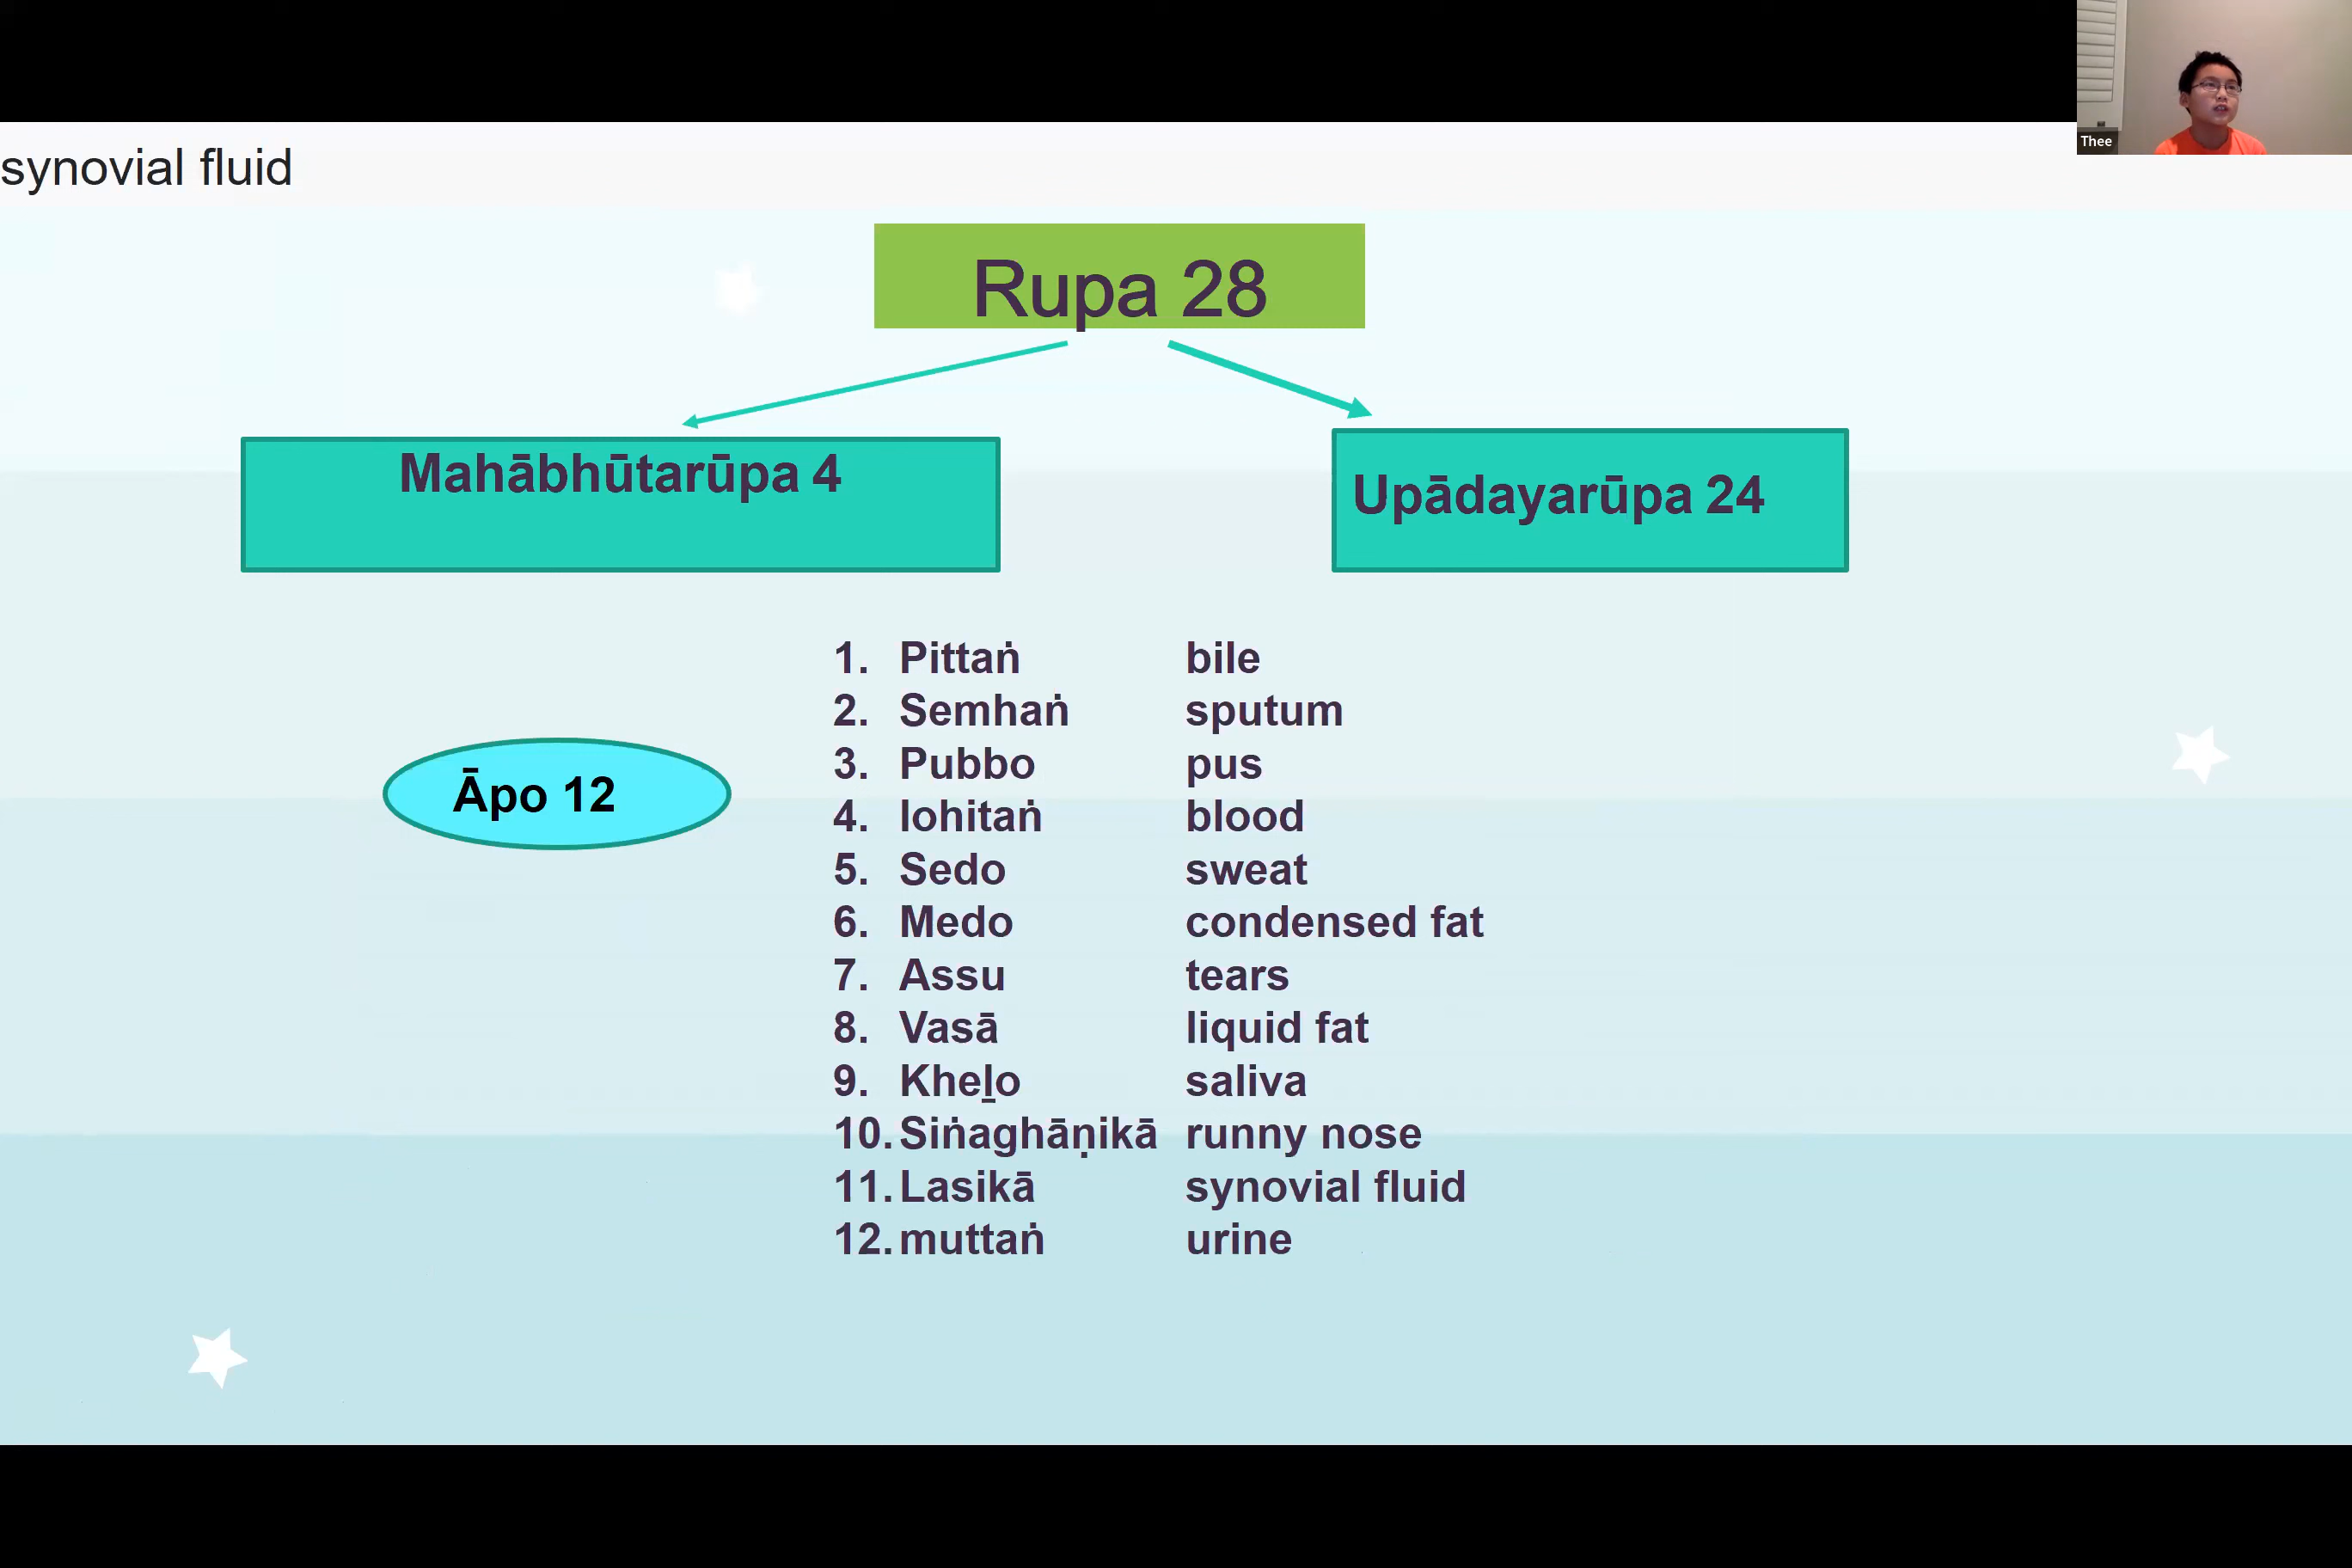 Thee
synovial fluid
Rupa 28
Mahābhūtarūpa 4
Upādayarūpa 24
Āpo 12
1. Pittaṅ bile
2. Semhaṅ sputum
3. Pubbo pus
4. lohitaṅ blood
5. Sedo sweat
6. Medo condensed fat
7. Assu tears
8. Vasā liquid fat
9. Kheḻo saliva
10. Siṅaghāṇikā runny nose
11. Lasikā synovial fluid
12. muttaṅ urine